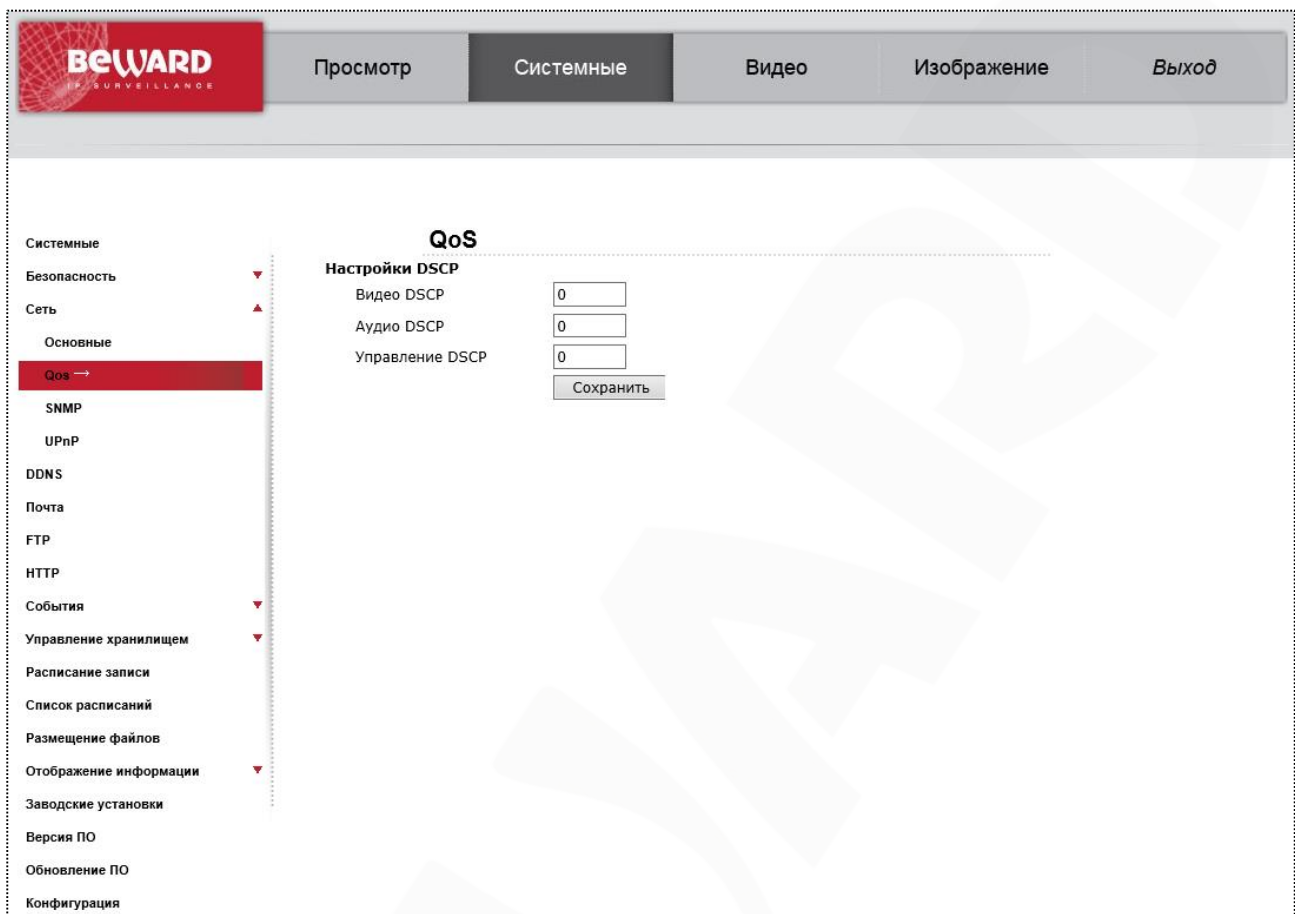 BEWARD
IP SURVEILLANCE
Просмотр Системные Видео Изображение Выход
Системные
Безопасность
Сеть
Основные
Qos →
SNMP
UPnP
DDNS
Почта
FTP
HTTP
События
Управление хранилищем
Расписание записи
Список расписаний
Размещение файлов
Отображение информации
Заводские установки
Версия ПО
Обновление ПО
Конфигурация
QoS
Настройки DSCP
Видео DSCP 0
Аудио DSCP 0
Управление DSCP 0
Сохранить